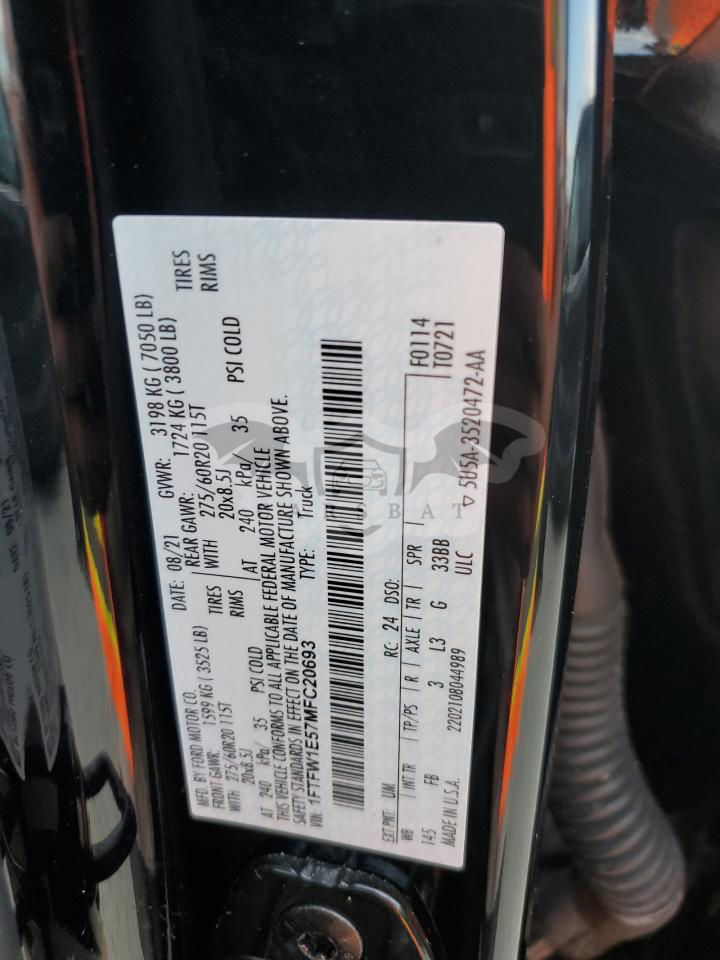 MFD. BY FORD MOTOR CO.
DATE: 08/21 GVWR: 3198 KG ( 7050 LB)
FRONT GAWR: 1599 KG (3525 LB) REAR GAWR: 1724 KG ( 3800 LB)
WITH 275/60R20 115T TIRES WITH 275/60R20 115T TIRES
20x8.5J RIMS 20x8.5J RIMS
AT 240 kPa/ 35 PSI COLD AT 240 kPa/ 35 PSI COLD
THIS VEHICLE CONFORMS TO ALL APPLICABLE FEDERAL MOTOR VEHICLE
SAFETY STANDARDS IN EFFECT ON THE DATE OF MANUFACTURE SHOWN ABOVE.
VIN: 1FTFW1E57MFC20693 TYPE: Truck
EXT PNT: UM RC: 24 DSO: F0114
WB INT TR TP/PS R AXLE TR SPR T0721
145 FB 3 L3 G 33BB
MADE IN U.S.A. 2202108044989 ULC 5U5A-3520472-AA